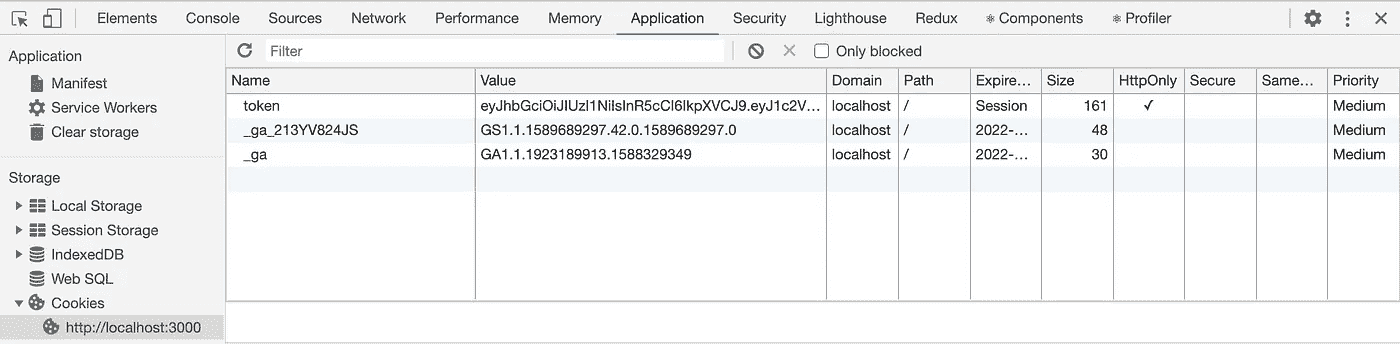 Elements Console Sources Network Performance Memory Application Security Lighthouse Redux ⚛ Components ⚛ Profiler
Application
Manifest
Service Workers
Clear storage
Storage
Local Storage
Session Storage
IndexedDB
Web SQL
Cookies
http://localhost:3000
Filter Only blocked
Name Value Domain Path Expire… Size HttpOnly Secure Same… Priority
token eyJhbGciOiJIUzI1NiIsInR5cCI6IkpXVCJ9.eyJ1c2V… localhost / Session 161 ✓ Medium
_ga_213YV824JS GS1.1.1589689297.42.0.1589689297.0 localhost / 2022-… 48 Medium
_ga GA1.1.1923189913.1588329349 localhost / 2022-… 30 Medium